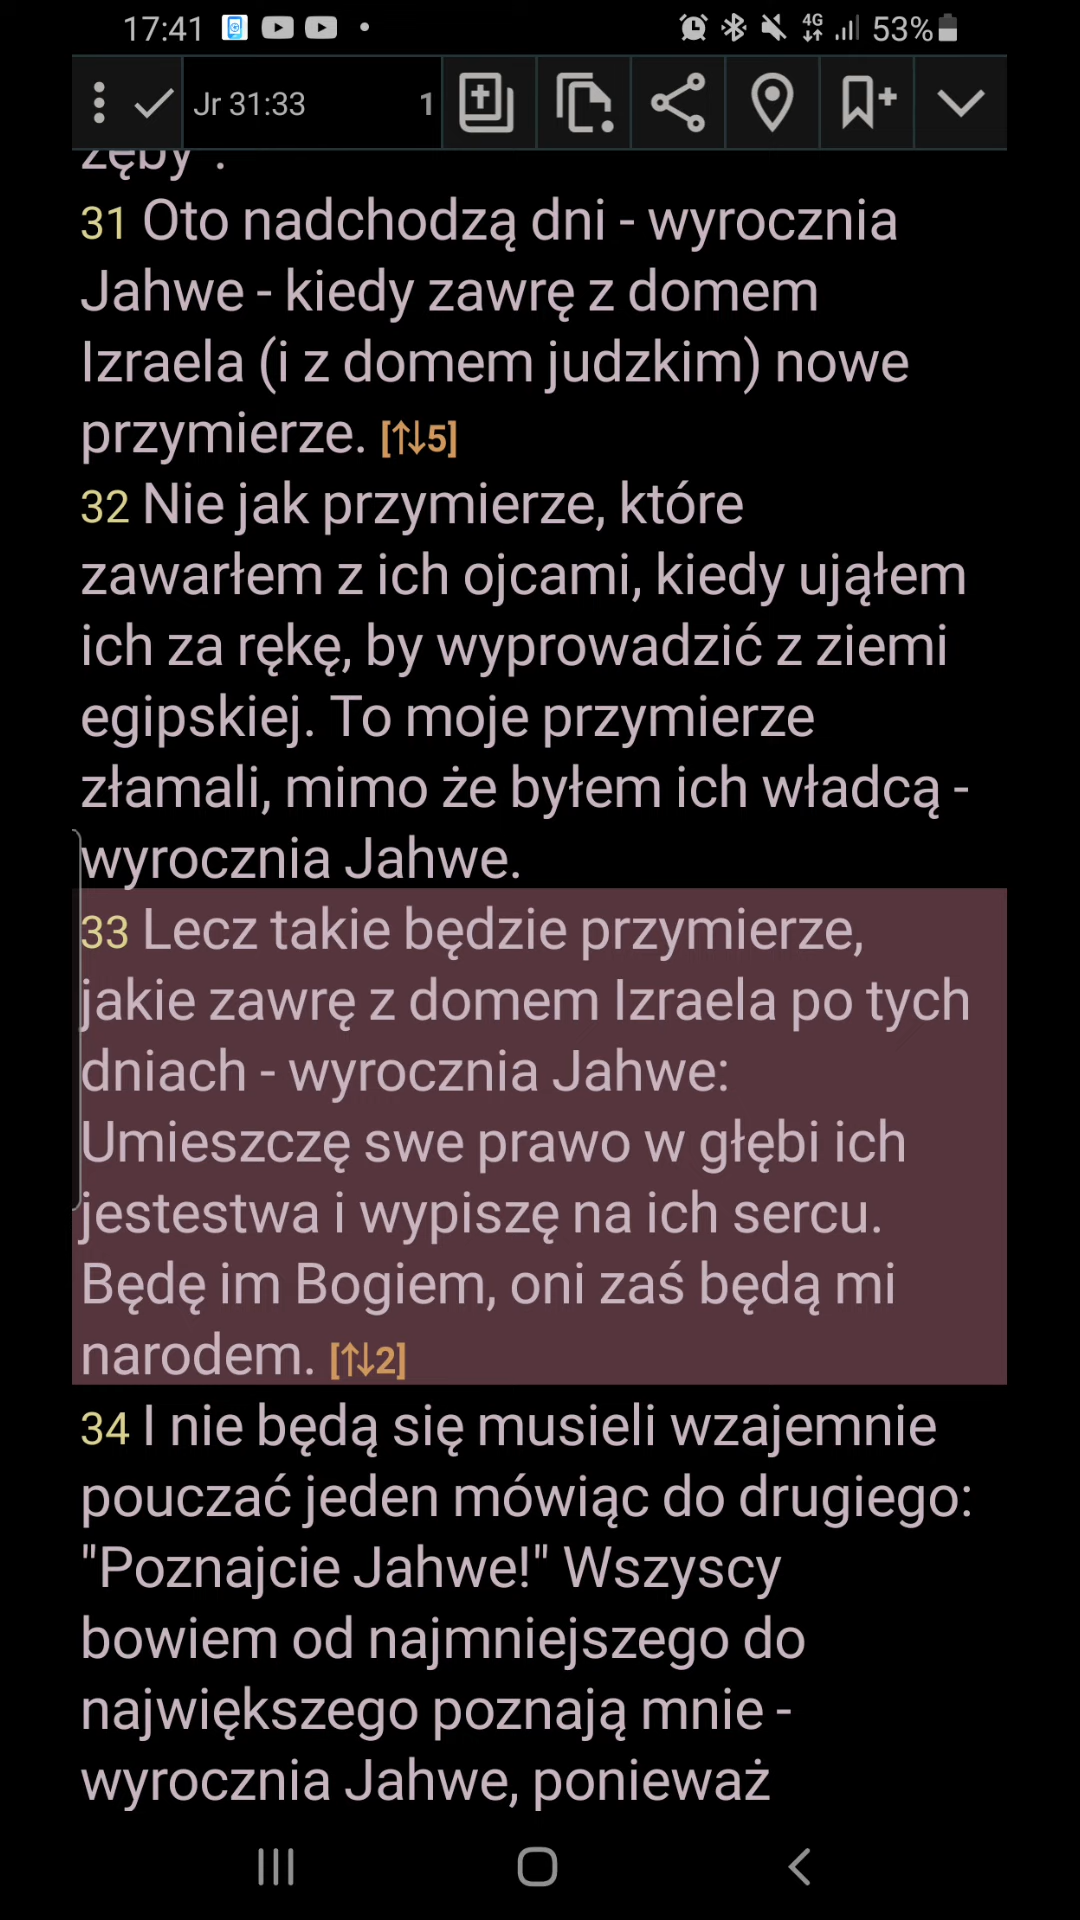 17:41 4G 53%
Jr 31:33 1
zęby".
31 Oto nadchodzą dni - wyrocznia
Jahwe - kiedy zawrę z domem
Izraela (i z domem judzkim) nowe
przymierze. [↑↓5]
32 Nie jak przymierze, które
zawarłem z ich ojcami, kiedy ująłem
ich za rękę, by wyprowadzić z ziemi
egipskiej. To moje przymierze
złamali, mimo że byłem ich władcą -
wyrocznia Jahwe.
33 Lecz takie będzie przymierze,
jakie zawrę z domem Izraela po tych
dniach - wyrocznia Jahwe:
Umieszczę swe prawo w głębi ich
jestestwa i wypiszę na ich sercu.
Będę im Bogiem, oni zaś będą mi
narodem. [↑↓2]
34 I nie będą się musieli wzajemnie
pouczać jeden mówiąc do drugiego:
"Poznajcie Jahwe!" Wszyscy
bowiem od najmniejszego do
największego poznają mnie -
wyrocznia Jahwe, ponieważ